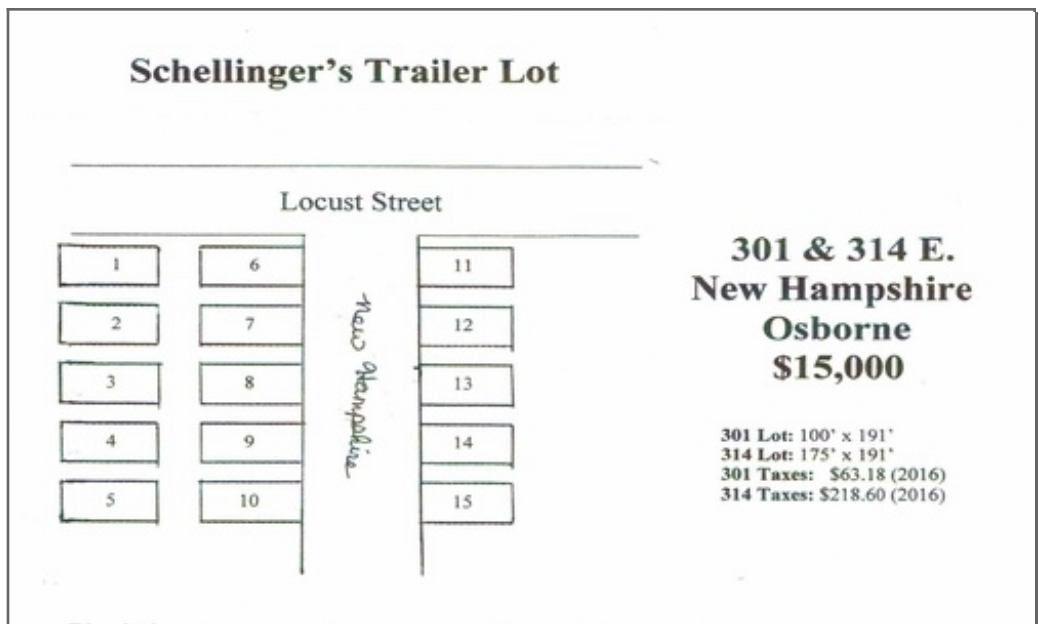 Schellinger's Trailer Lot
Locust Street
1 6 11
2 7 12
3 8 13
4 9 14
5 10 15
New Hampshire
301 & 314 E.
New Hampshire
Osborne
$15,000
301 Lot: 100' x 191'
314 Lot: 175' x 191'
301 Taxes: $63.18 (2016)
314 Taxes: $218.60 (2016)